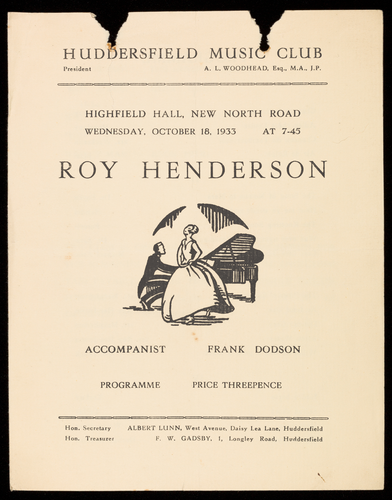 HUDDERSFIELD MUSIC CLUB
President A. L. WOODHEAD, Esq., M.A., J.P.
HIGHFIELD HALL, NEW NORTH ROAD
WEDNESDAY, OCTOBER 18, 1933 AT 7-45
ROY HENDERSON
ACCOMPANIST FRANK DODSON
PROGRAMME PRICE THREEPENCE
Hon. Secretary ALBERT LUNN, West Avenue, Daisy Lea Lane, Huddersfield
Hon. Treasurer F. W. GADSBY, 1, Longley Road, Huddersfield